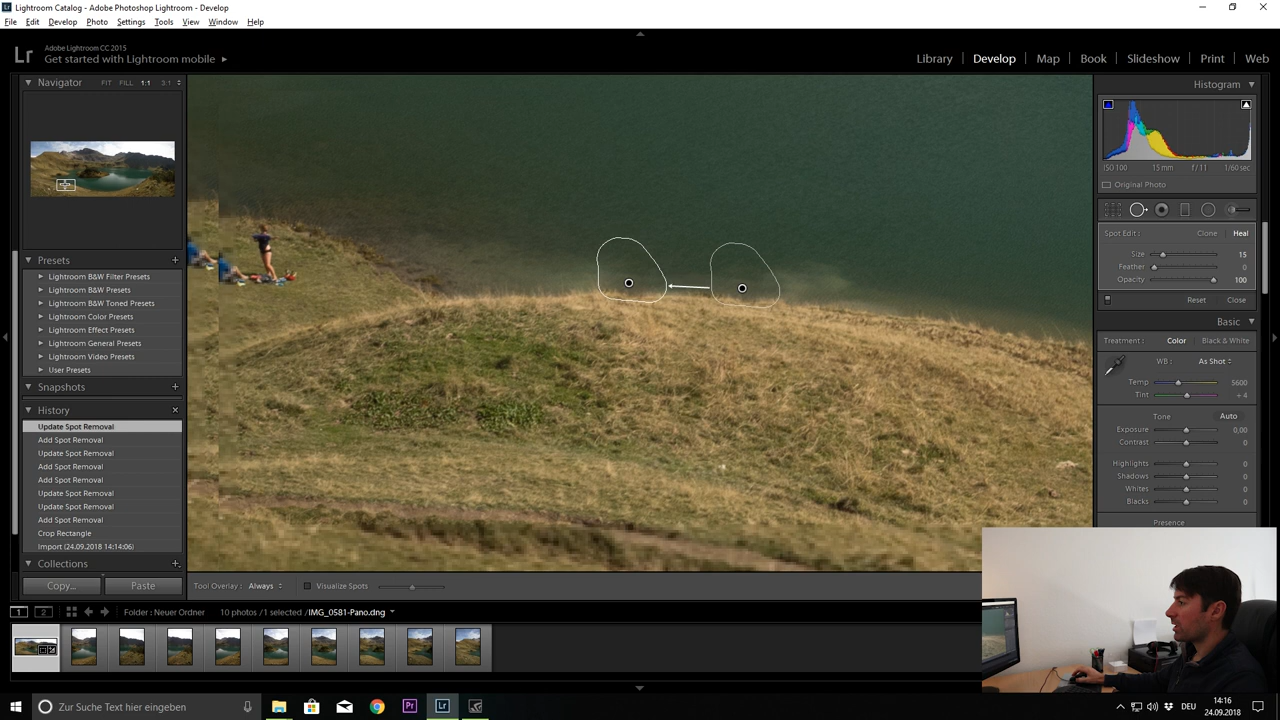 Lightroom Catalog - Adobe Photoshop Lightroom - Develop
File Edit Develop Photo Settings Tools View Window Help
Lr
Adobe Lightroom CC 2015
Get started with Lightroom mobile
Library Develop Map Book Slideshow Print Web
Navigator FIT FILL 1:1 3:1
Presets
Lightroom B&W Filter Presets
Lightroom B&W Presets
Lightroom B&W Toned Presets
Lightroom Color Presets
Lightroom Effect Presets
Lightroom General Presets
Lightroom Video Presets
User Presets
Snapshots
History
Update Spot Removal
Add Spot Removal
Update Spot Removal
Add Spot Removal
Add Spot Removal
Update Spot Removal
Update Spot Removal
Add Spot Removal
Crop Rectangle
Import (24.09.2018 14:14:06)
Collections
Copy... Paste
Histogram
ISO 100 15 mm f / 11 1/60 sec
Original Photo
Spot Edit : Clone Heal
Size 15
Feather 0
Opacity 100
Reset Close
Basic
Treatment : Color Black & White
WB : As Shot
Temp 5600
Tint + 4
Tone Auto
Exposure 0,00
Contrast 0
Highlights 0
Shadows 0
Whites 0
Blacks 0
Presence
Tool Overlay : Always Visualize Spots
1 2 Folder : Neuer Ordner 10 photos / 1 selected / IMG_0581-Pano.dng
Zur Suche Text hier eingeben
Pr Lr
DEU
14:16
24.09.2018